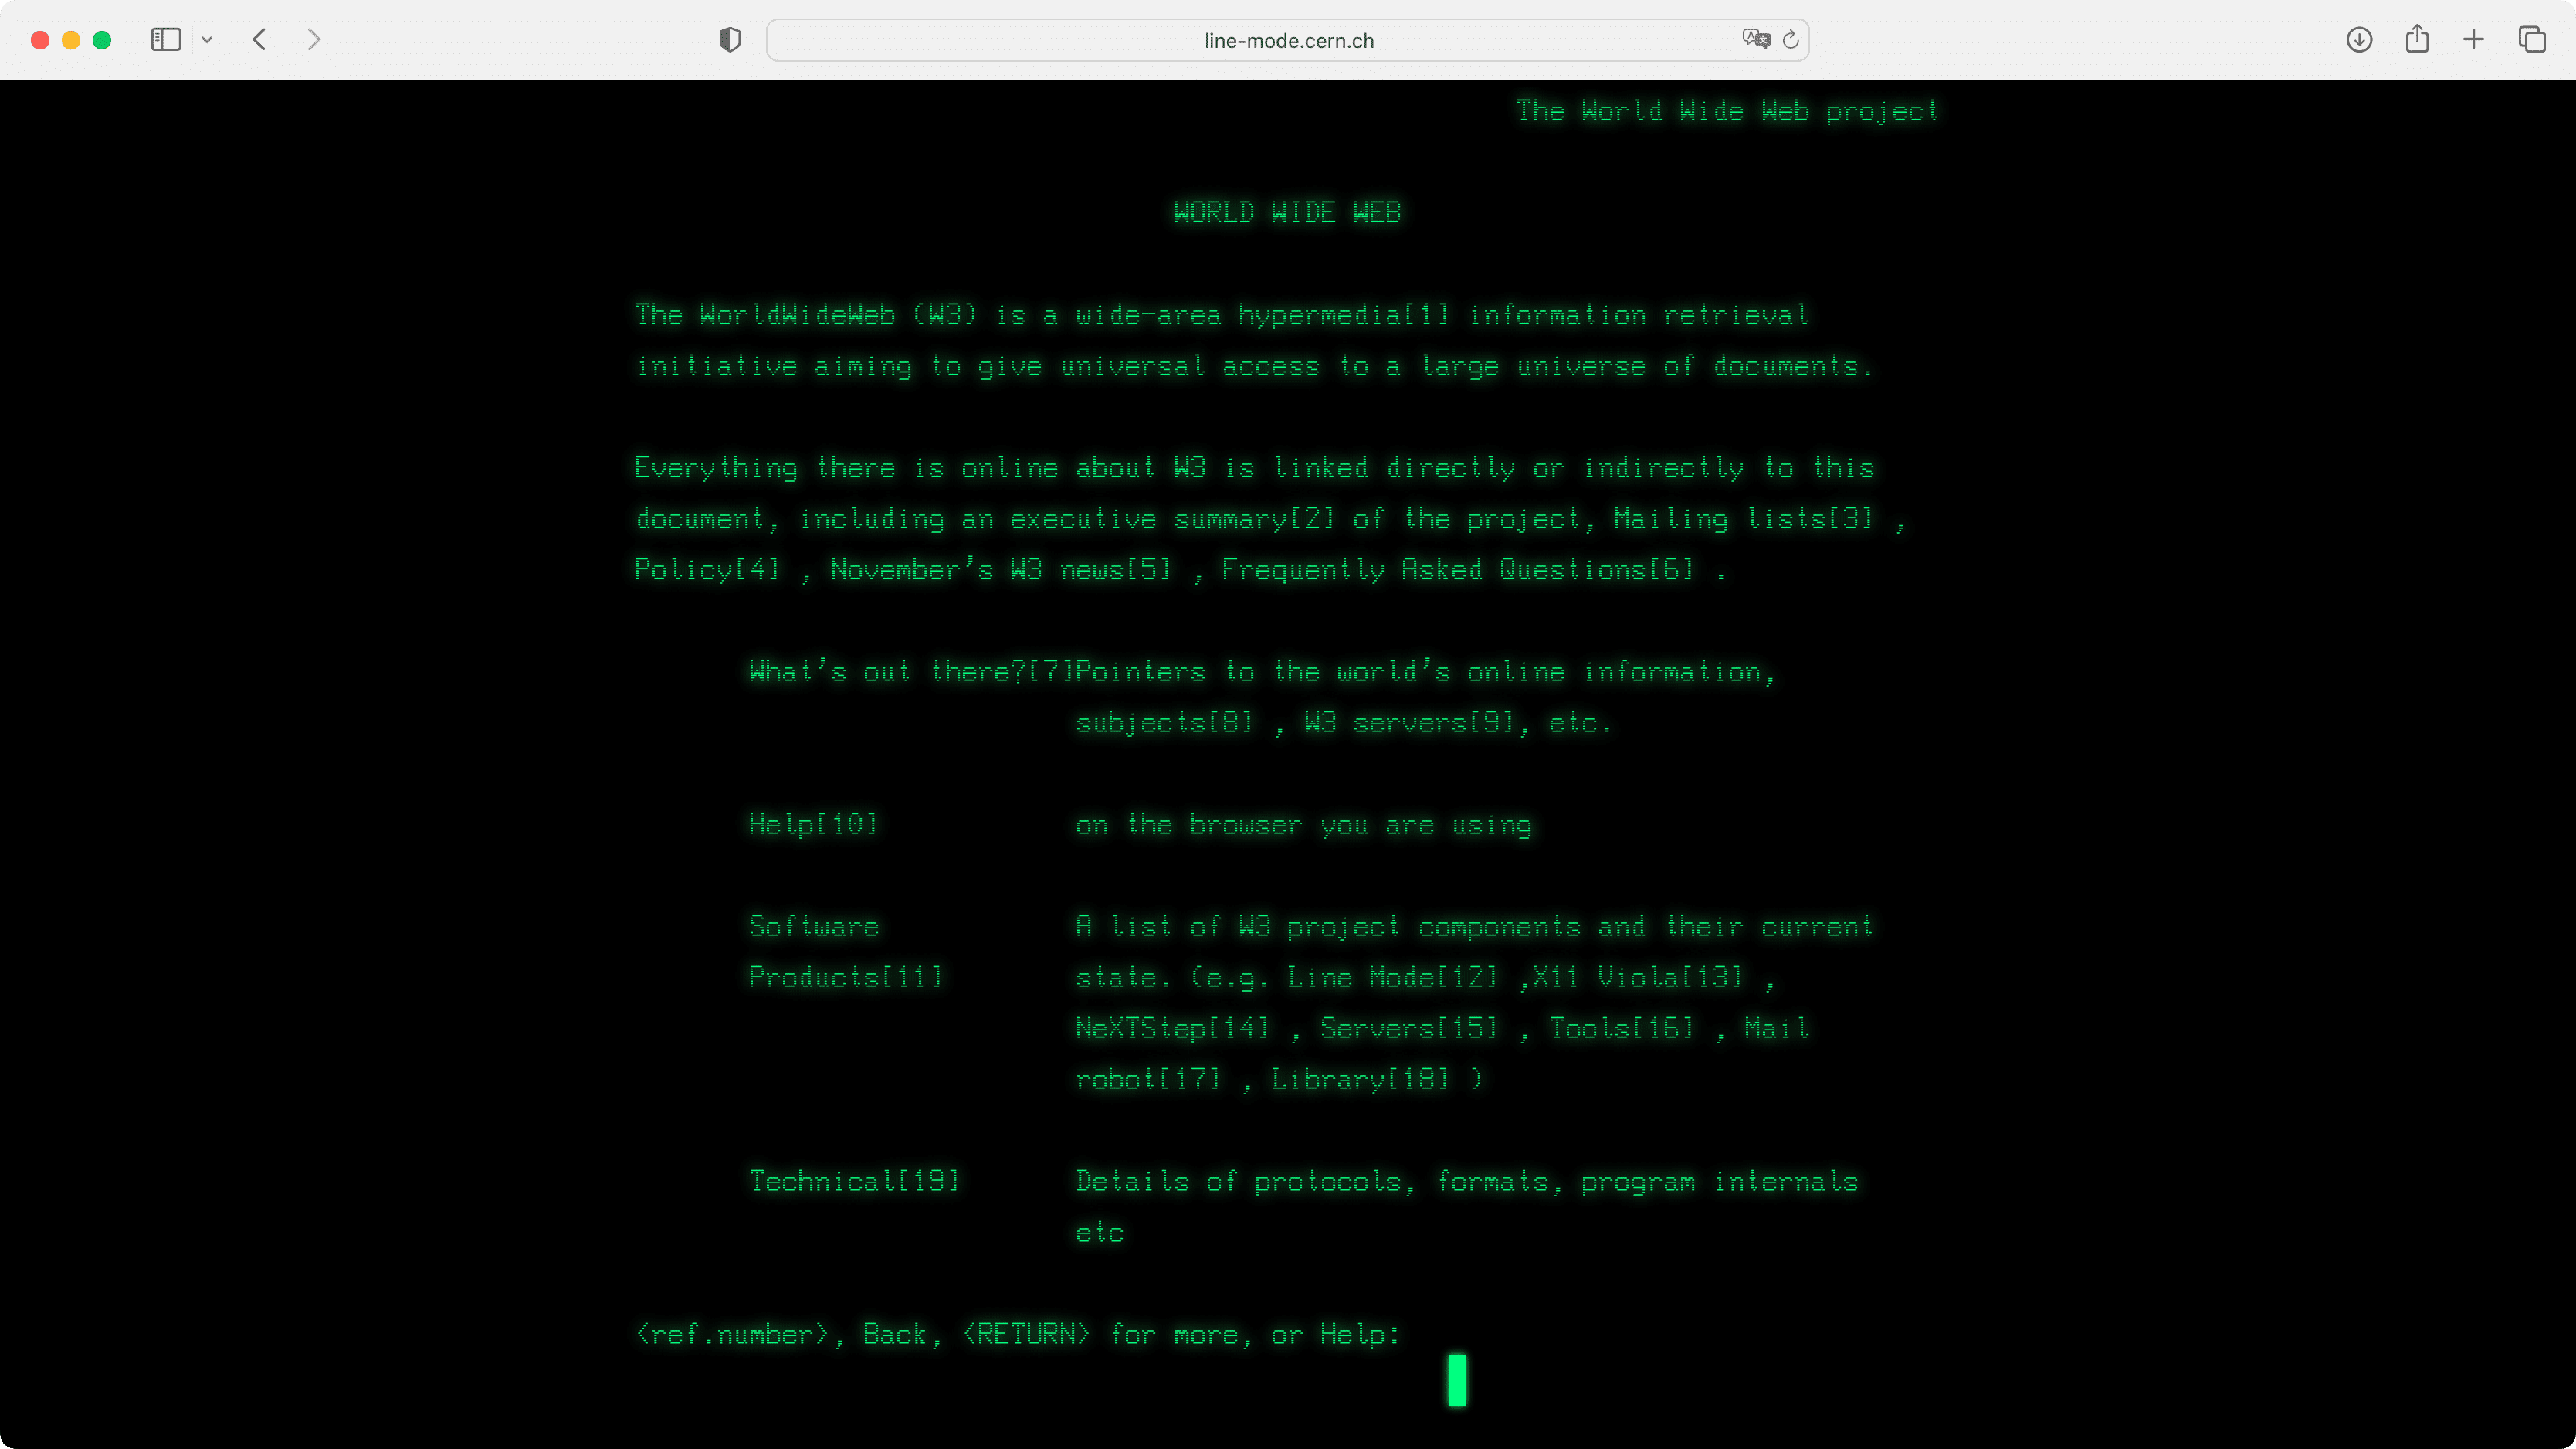 line-mode.cern.ch
The World Wide Web project
WORLD WIDE WEB
The WorldWideWeb (W3) is a wide-area hypermedia[1] information retrieval
initiative aiming to give universal access to a large universe of documents.
Everything there is online about W3 is linked directly or indirectly to this
document, including an executive summary[2] of the project, Mailing lists[3] ,
Policy[4] , November's W3 news[5] , Frequently Asked Questions[6] .
What's out there?[7]Pointers to the world's online information,
subjects[8] , W3 servers[9], etc.
Help[10] on the browser you are using
Software A list of W3 project components and their current
Products[11] state. (e.g. Line Mode[12] ,X11 Viola[13] ,
NeXTStep[14] , Servers[15] , Tools[16] , Mail
robot[17] , Library[18] )
Technical[19] Details of protocols, formats, program internals
etc
<ref.number>, Back, <RETURN> for more, or Help: